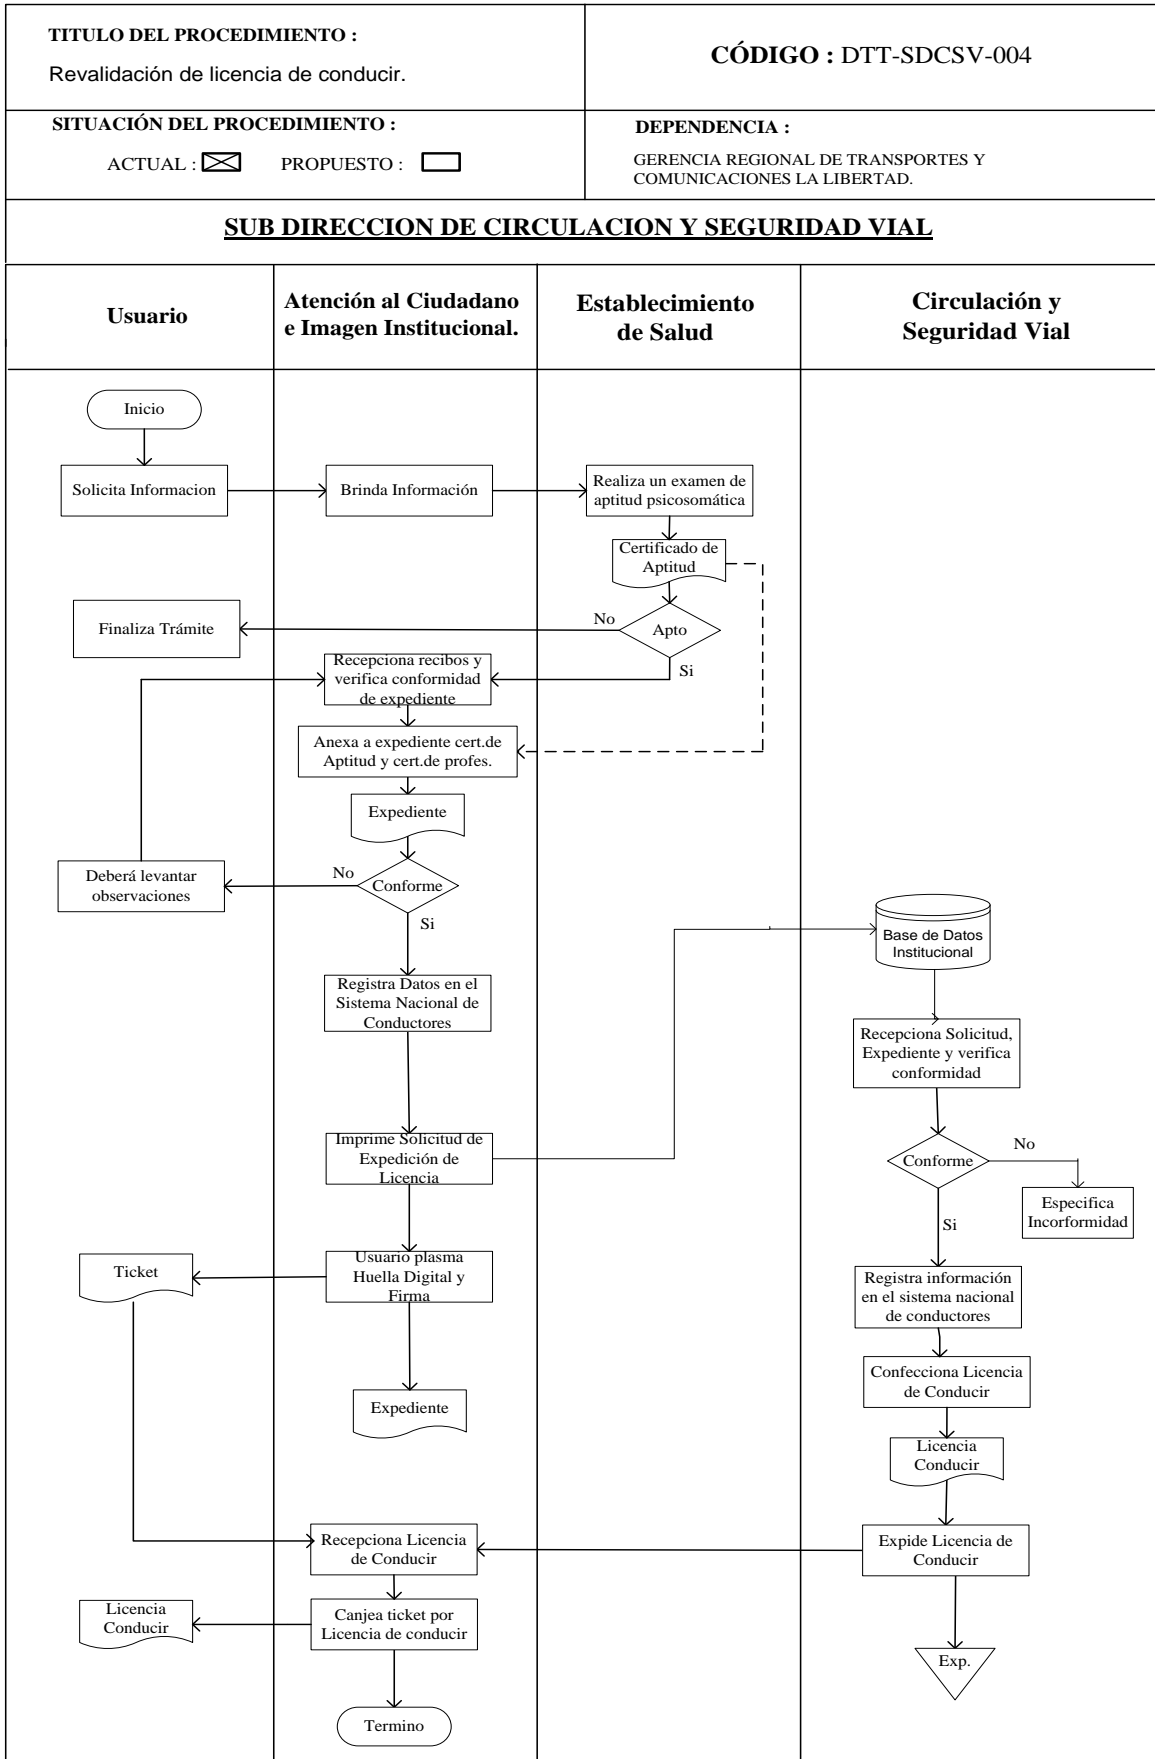 TITULO DEL PROCEDIMIENTO :
Revalidación de licencia de conducir.
CÓDIGO : DTT-SDCSV-004
SITUACIÓN DEL PROCEDIMIENTO :
ACTUAL :
PROPUESTO :
DEPENDENCIA :
GERENCIA REGIONAL DE TRANSPORTES Y
COMUNICACIONES LA LIBERTAD.
SUB DIRECCION DE CIRCULACION Y SEGURIDAD VIAL
Usuario
Atención al Ciudadano
e Imagen Institucional.
Establecimiento
de Salud
Circulación y
Seguridad Vial
Inicio
Solicita Informacion
Brinda Información
Realiza un examen de
aptitud psicosomática
Certificado de
Aptitud
Apto
No
Si
Finaliza Trámite
Recepciona recibos y
verifica conformidad
de expediente
Anexa a expediente cert.de
Aptitud y cert.de profes.
Expediente
Conforme
No
Si
Deberá levantar
observaciones
Registra Datos en el
Sistema Nacional de
Conductores
Base de Datos
Institucional
Recepciona Solicitud,
Expediente y verifica
conformidad
Imprime Solicitud de
Expedición de
Licencia
Conforme
No
Si
Especifica
Incorformidad
Usuario plasma
Huella Digital y
Firma
Ticket
Registra información
en el sistema nacional
de conductores
Confecciona Licencia
de Conducir
Expediente
Licencia
Conducir
Recepciona Licencia
de Conducir
Expide Licencia de
Conducir
Licencia
Conducir
Canjea ticket por
Licencia de conducir
Exp.
Termino